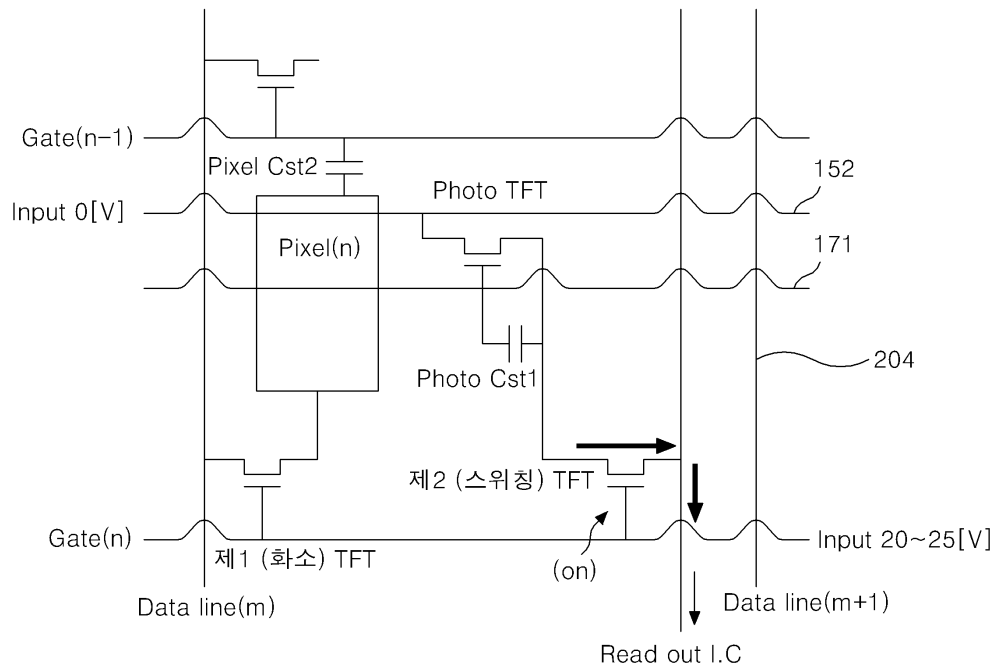 Gate(n-1)
Pixel Cst2
152
Photo TFT
Input 0[V]
Pixel(n)
171
204
Photo Cst1
제2 (스위칭) TFT
Gate(n)
Input 20~25[V]
제1 (화소) TFT
(on)
Data line(m)
Data line(m+1)
Read out I.C